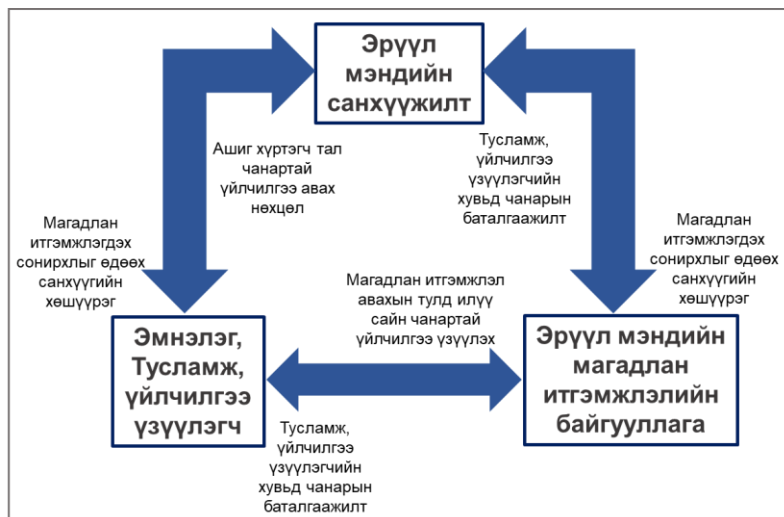 Эрүүл
мэндийн
санхүүжилт
Ашиг хүртэгч тал
чанартай
үйлчилгээ авах
нөхцөл
Тусламж,
үйлчилгээ
үзүүлэгчийн
хувьд чанарын
баталгаажилт
Магадлан
итгэмжлэгдэх
сонирхлыг өдөөх
санхүүгийн
хөшүүрэг
Магадлан итгэмжлэл
авахын тулд илүү
сайн чанартай
үйлчилгээ үзүүлэх
Магадлан
итгэмжлэгдэх
сонирхлыг өдөөх
санхүүгийн
хөшүүрэг
Эмнэлэг,
Тусламж,
үйлчилгээ
үзүүлэгч
Эрүүл мэндийн
магадлан
итгэмжлэлийн
байгууллага
Тусламж,
үйлчилгээ
үзүүлэгчийн
хувьд чанарын
баталгаажилт